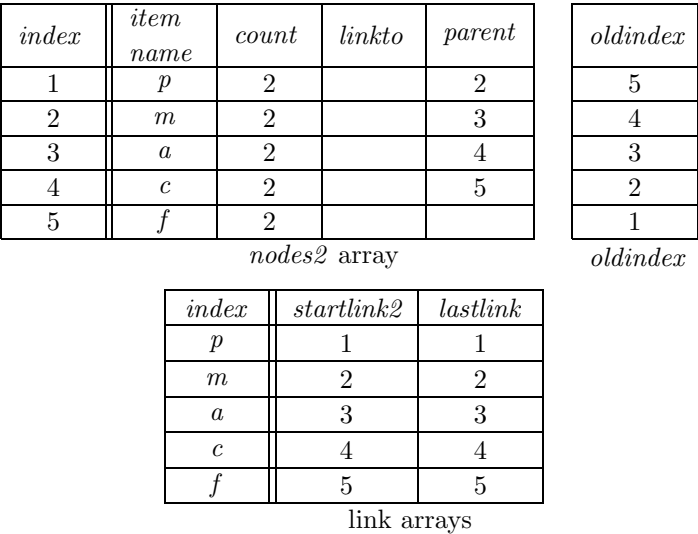 index item name count linkto parent oldindex
1 p 2 2 5
2 m 2 3 4
3 a 2 4 3
4 c 2 5 2
5 f 2 1
nodes2 array oldindex
index startlink2 lastlink
p 1 1
m 2 2
a 3 3
c 4 4
f 5 5
link arrays